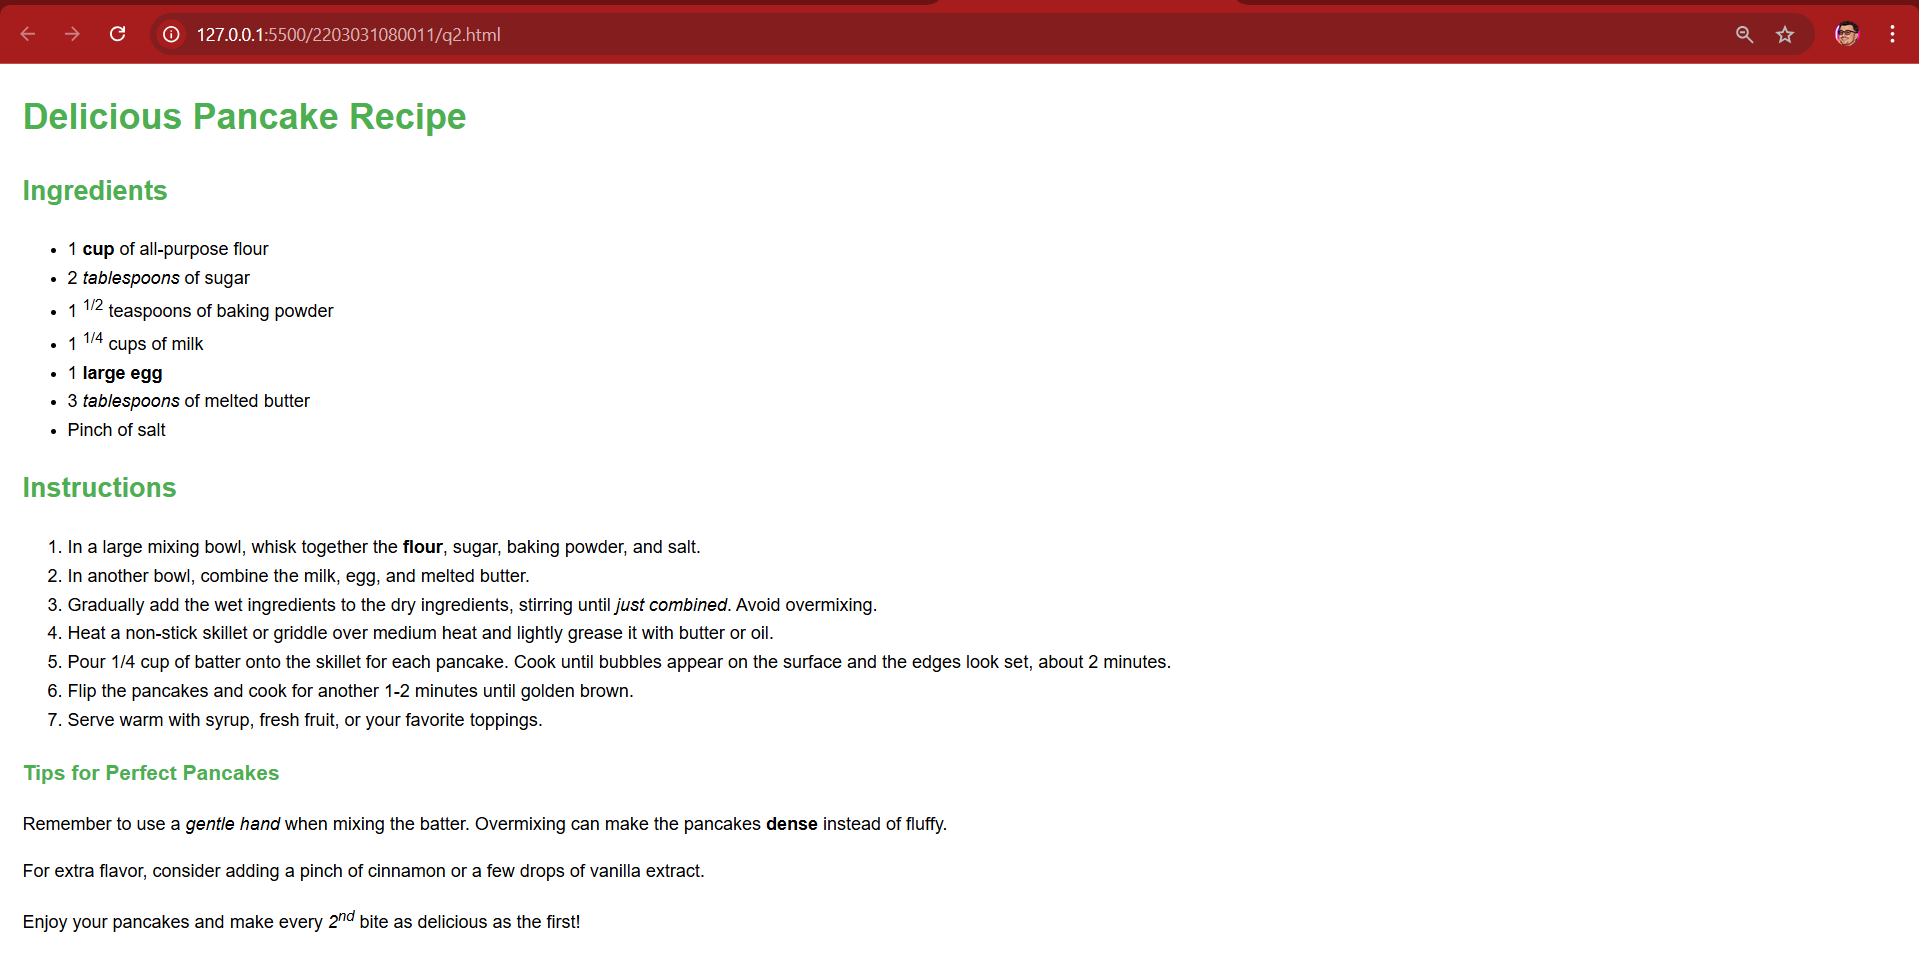 127.0.0.1:5500/2203031080011/q2.html
Delicious Pancake Recipe
Ingredients
• 1 cup of all-purpose flour
• 2 tablespoons of sugar
• 1 1/2 teaspoons of baking powder
• 1 1/4 cups of milk
• 1 large egg
• 3 tablespoons of melted butter
• Pinch of salt
Instructions
1. In a large mixing bowl, whisk together the flour, sugar, baking powder, and salt.
2. In another bowl, combine the milk, egg, and melted butter.
3. Gradually add the wet ingredients to the dry ingredients, stirring until just combined. Avoid overmixing.
4. Heat a non-stick skillet or griddle over medium heat and lightly grease it with butter or oil.
5. Pour 1/4 cup of batter onto the skillet for each pancake. Cook until bubbles appear on the surface and the edges look set, about 2 minutes.
6. Flip the pancakes and cook for another 1-2 minutes until golden brown.
7. Serve warm with syrup, fresh fruit, or your favorite toppings.
Tips for Perfect Pancakes
Remember to use a gentle hand when mixing the batter. Overmixing can make the pancakes dense instead of fluffy.
For extra flavor, consider adding a pinch of cinnamon or a few drops of vanilla extract.
Enjoy your pancakes and make every 2nd bite as delicious as the first!